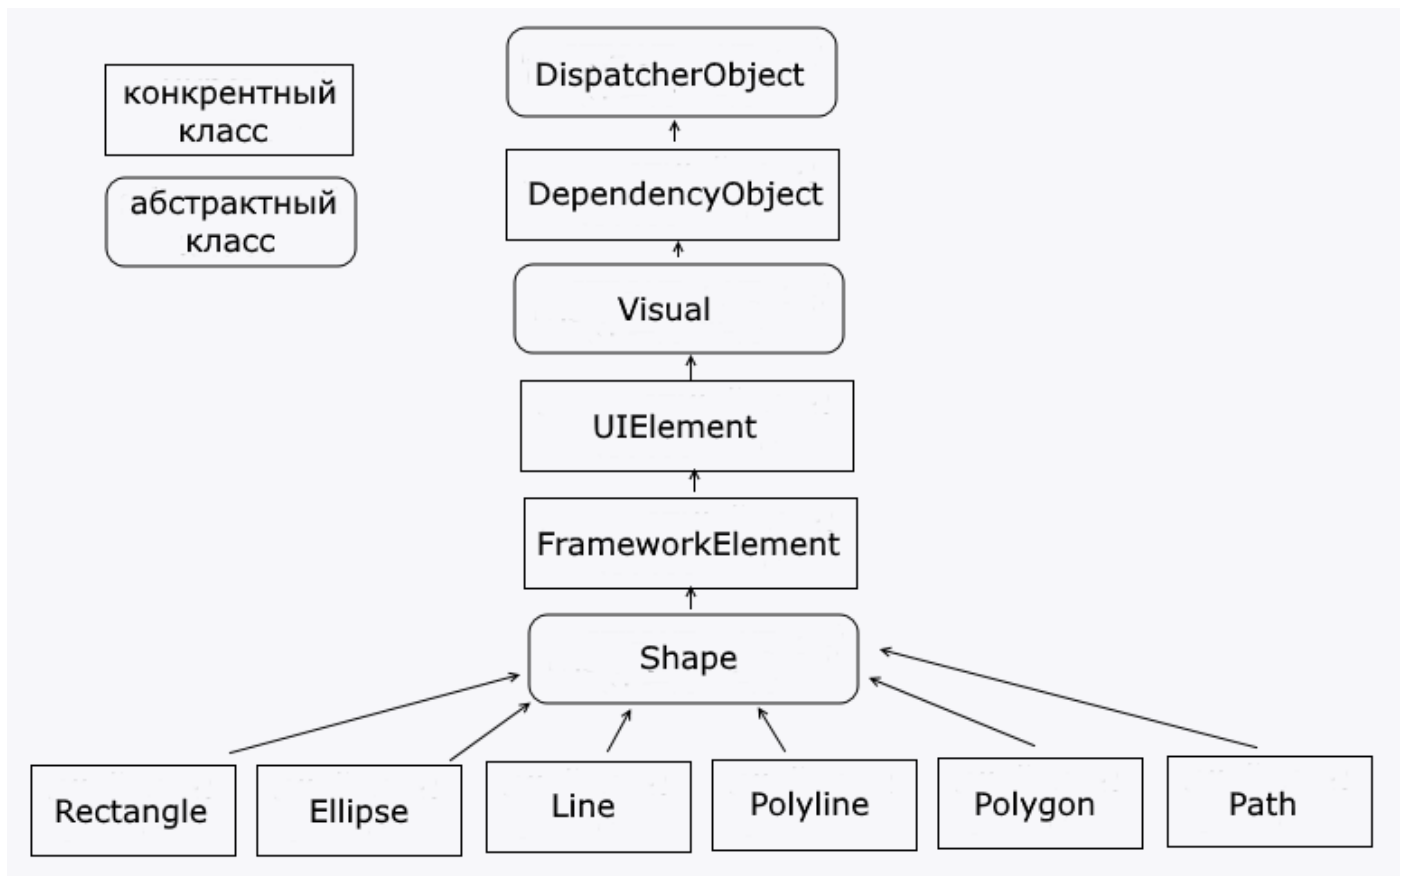 DispatcherObject
конкрентный
класс
DependencyObject
абстрактный
класс
Visual
UIElement
FrameworkElement
Shape
Rectangle
Ellipse
Line
Polyline
Polygon
Path